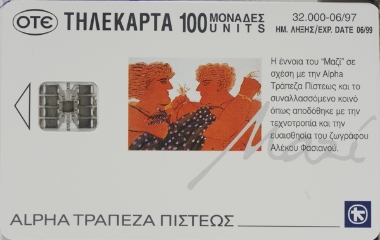 OTE ΤΗΛΕΚΑΡΤΑ 100 ΜΟΝΑΔΕΣ UNITS
32.000-06/97
ΗΜ. ΛΗΞΗΣ/EXP. DATE 06/99
Η έννοια του "Μαζί" σε
σχέση με την Alpha
Τράπεζα Πίστεως και το
συναλλασσόμενο κοινό
όπως αποδόθηκε με την
τεχνοτροπία και την
ευαισθησία του ζωγράφου
Αλέκου Φασιανού.
Μαζί
ALPHA ΤΡΑΠΕΖΑ ΠΙΣΤΕΩΣ